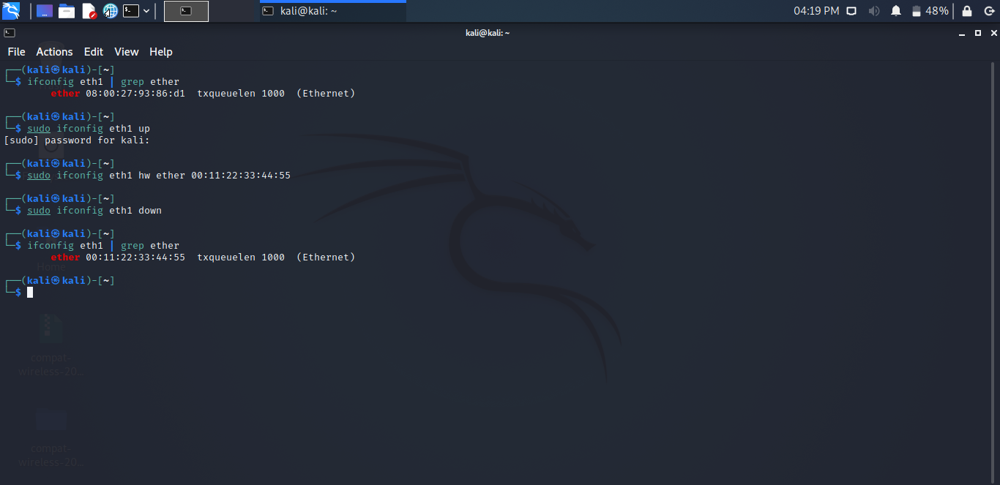 kali@kali: ~
04:19 PM
48%
kali@kali: ~
File Actions Edit View Help
┌──(kali㉿kali)-[~]
└─$ ifconfig eth1 | grep ether
ether 08:00:27:93:86:d1  txqueuelen 1000  (Ethernet)
┌──(kali㉿kali)-[~]
└─$ sudo ifconfig eth1 up
[sudo] password for kali:
┌──(kali㉿kali)-[~]
└─$ sudo ifconfig eth1 hw ether 00:11:22:33:44:55
┌──(kali㉿kali)-[~]
└─$ sudo ifconfig eth1 down
┌──(kali㉿kali)-[~]
└─$ ifconfig eth1 | grep ether
ether 00:11:22:33:44:55  txqueuelen 1000  (Ethernet)
Home
┌──(kali㉿kali)-[~]
└─$
compat-
wireless-20...
compat-
wireless-20...